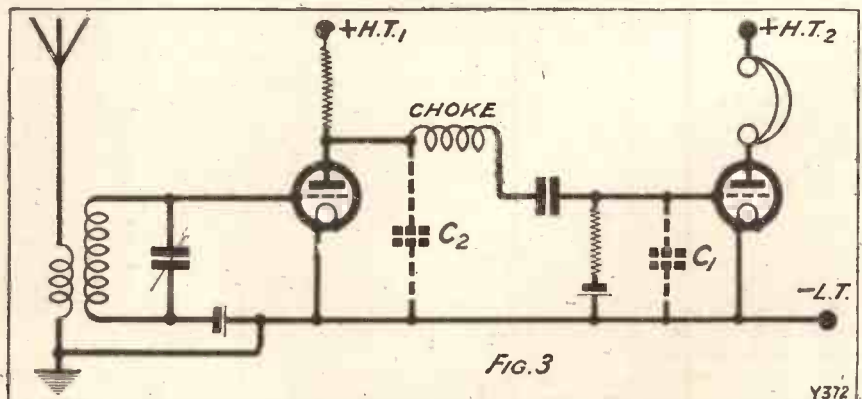 +H.T.1
+H.T.2
CHOKE
C2
C1
-L.T.
FIG.3
Y372